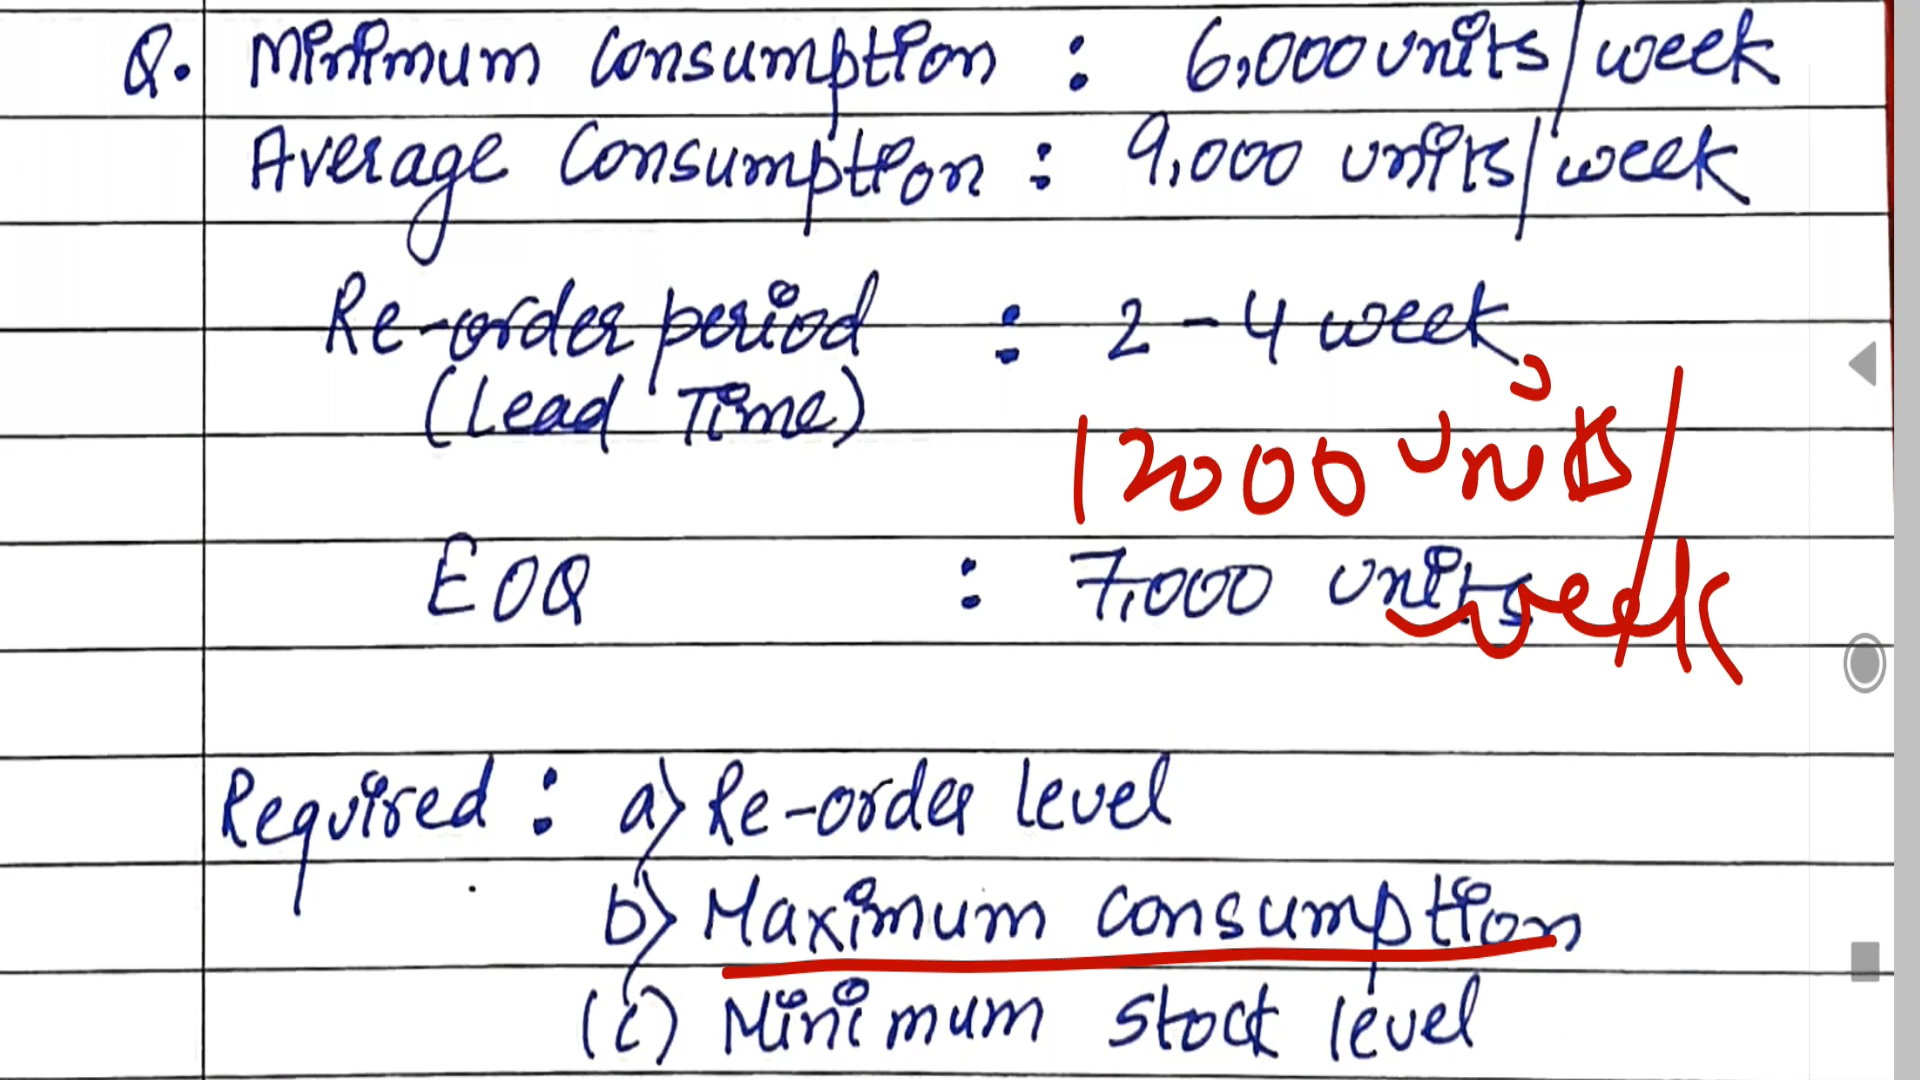 Q. Minimum Consumption : 6,000 units/week
Average Consumption : 9,000 units/week
Re-order period : 2 - 4 week
(Lead Time)
12000 units/
week
EOQ : 7,000 units
Required : a) Re-order level
b) Maximum consumption
(c) Minimum stock level